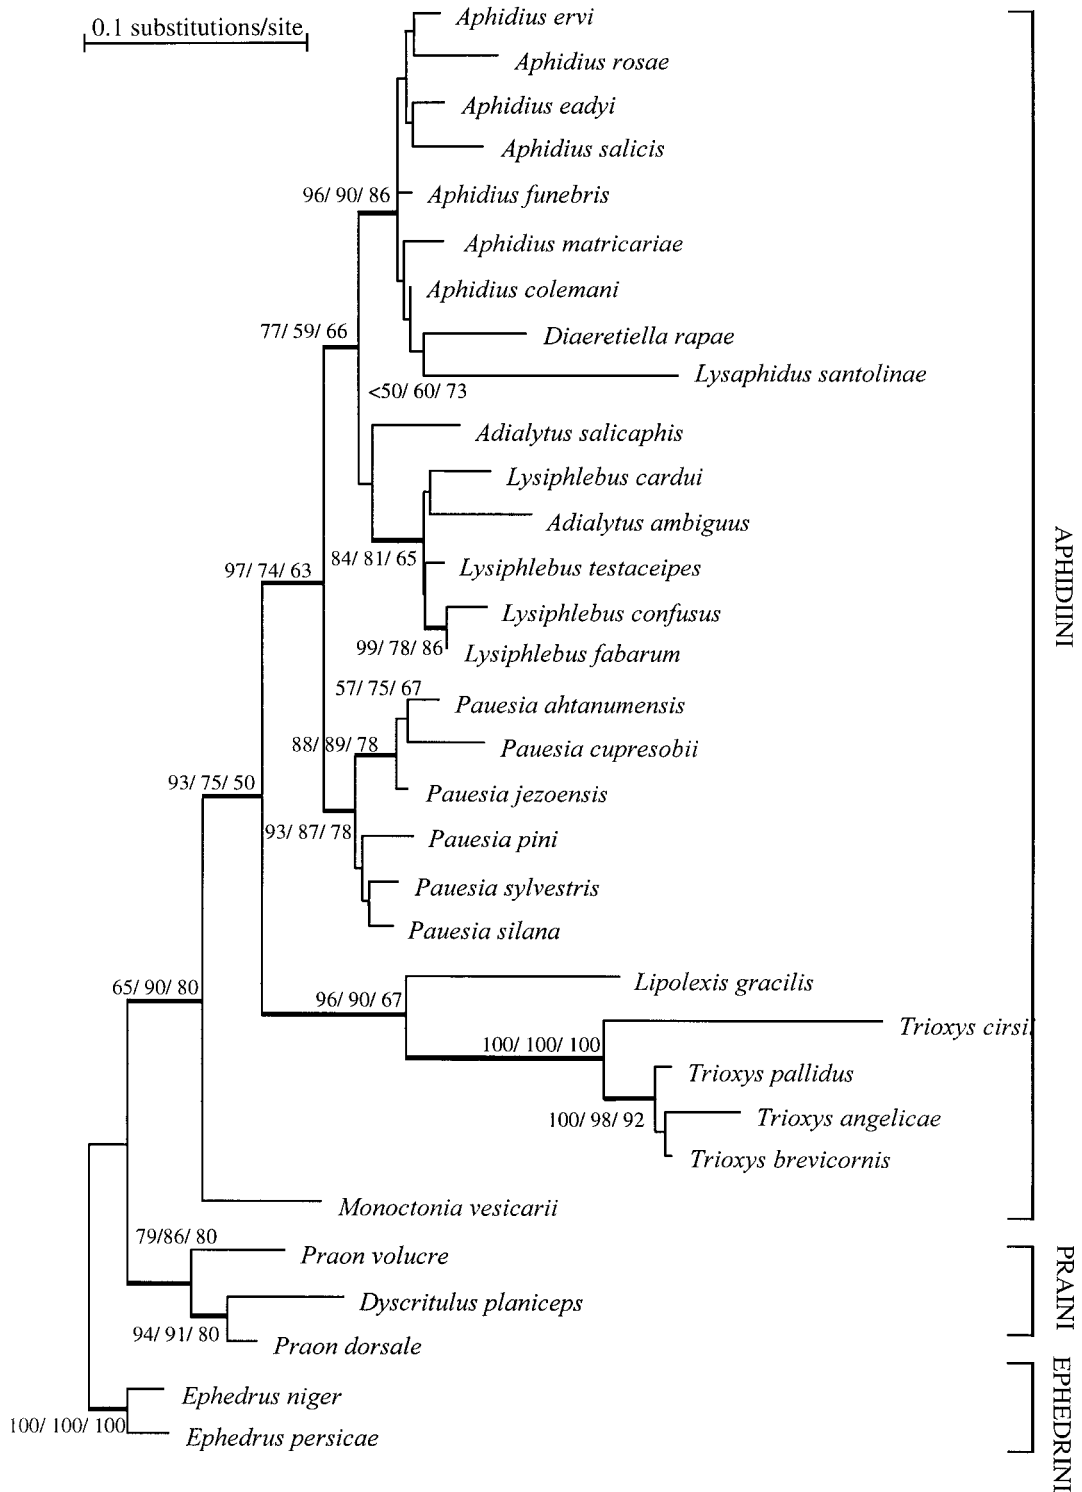 0.1 substitutions/site
Aphidius ervi
Aphidius rosae
Aphidius eadyi
Aphidius salicis
96/ 90/ 86
Aphidius funebris
Aphidius matricariae
Aphidius colemani
77/ 59/ 66
Diaeretiella rapae
Lysaphidus santolinae
<50/ 60/ 73
Adialytus salicaphis
Lysiphlebus cardui
Adialytus ambiguus
84/ 81/ 65
97/ 74/ 63
Lysiphlebus testaceipes
Lysiphlebus confusus
99/ 78/ 86
Lysiphlebus fabarum
57/ 75/ 67
Pauesia ahtanumensis
88/ 89/ 78
Pauesia cupresobii
93/ 75/ 50
Pauesia jezoensis
93/ 87/ 78
Pauesia pini
Pauesia sylvestris
Pauesia silana
65/ 90/ 80
96/ 90/ 67
Lipolexis gracilis
Trioxys cirsii
100/ 100/ 100
Trioxys pallidus
100/ 98/ 92
Trioxys angelicae
Trioxys brevicornis
Monoctonia vesicarii
79/86/ 80
Praon volucre
Dyscritulus planiceps
94/ 91/ 80
Praon dorsale
Ephedrus niger
100/ 100/ 100
Ephedrus persicae
APHIDIINI
PRAINI
EPHEDRINI